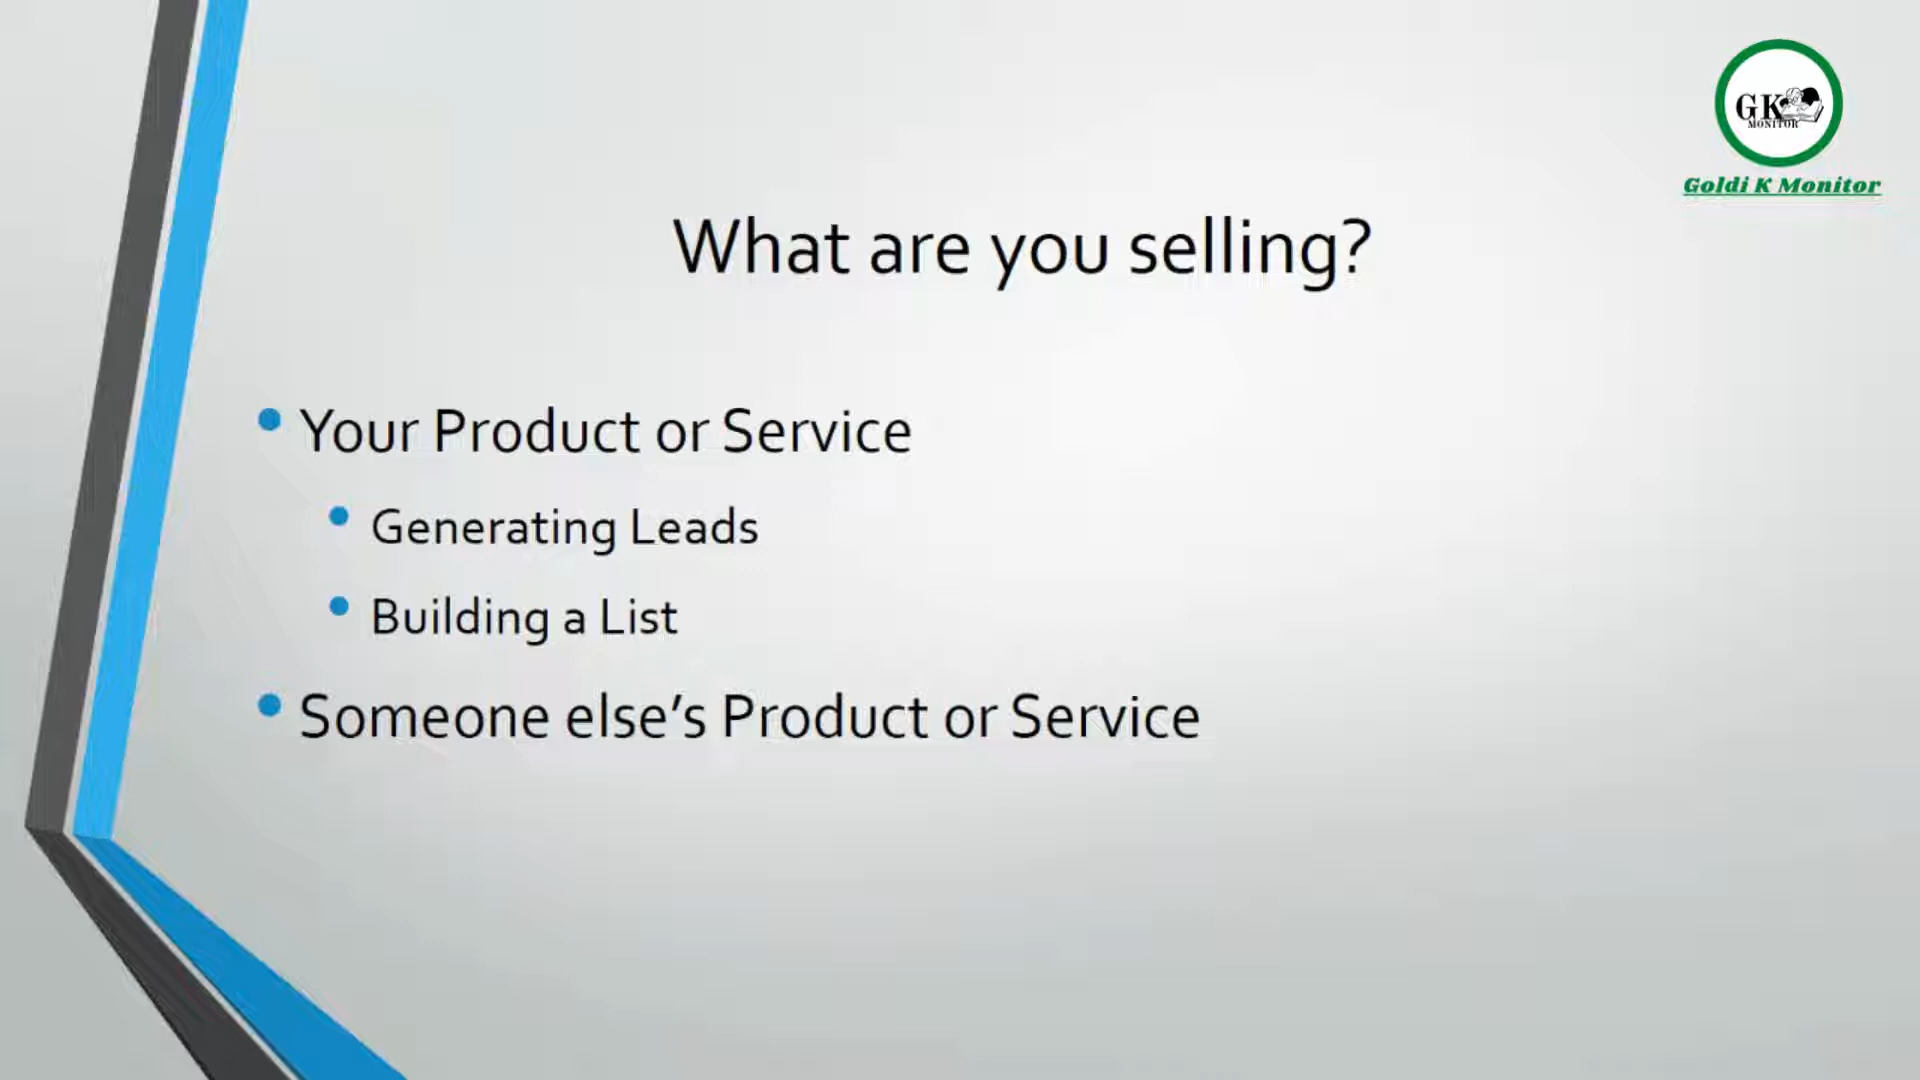 GK
MONITOR
Goldi K Monitor
What are you selling?
Your Product or Service
Generating Leads
Building a List
Someone else’s Product or Service